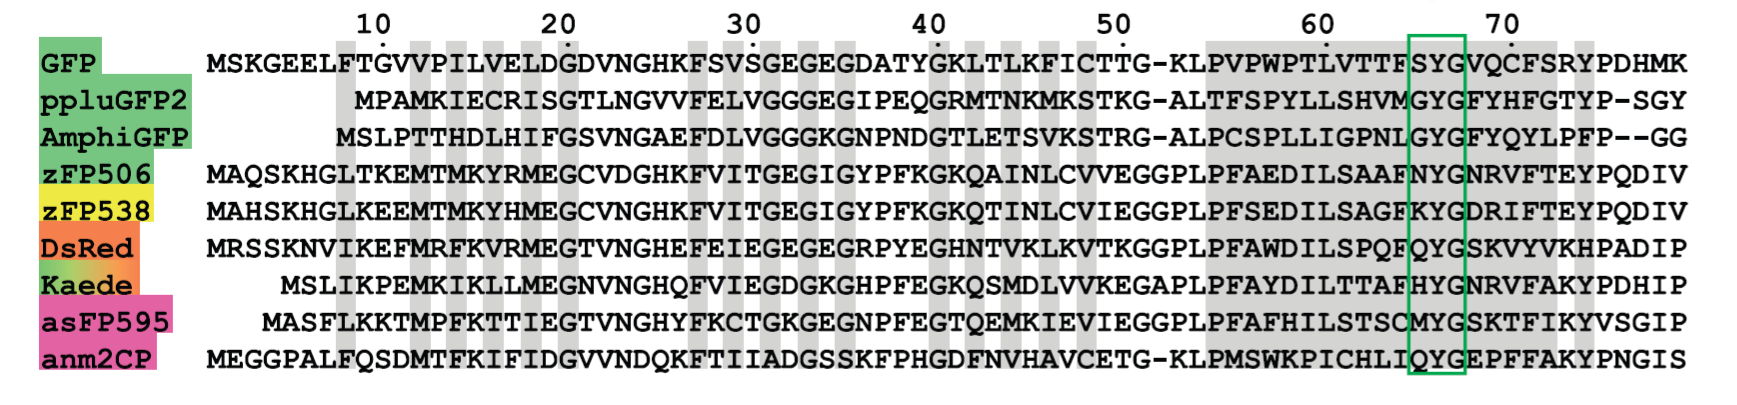 10 20 30 40 50 60 70
GFP MSKGEELFTGVVPILVELDGDVNGHKFSVSGEGEGDATYGKLTLKFICTTG-KLPVPWPTLVTTFSYGVQCFSRYPDHMK
ppluGFP2 MPAMKIECRISGTLNGVVFELVGGGEGIPEQGRMTNKMKSTKG-ALTFSPYLLSHVMGYGFYHFGTYP-SGY
AmphiGFP MSLPTTHDLHIFGSVNGAEFDLVGGGKGNPNDGTLETSVKSTRG-ALPCSPLLIGPNLGYGFYQYLPFP--GG
zFP506 MAQSKHGLTKEMTMKYRMEGCVDGHKFVITGEGIGYPFKGKQAINLCVVEGGPLPFAEDILSAAFNYGNRVFTEYPQDIV
zFP538 MAHSKHGLKEEMTMKYHMEGCVNGHKFVITGEGIGYPFKGKQTINLCVIEGGPLPFSEDILSAGFKYGDRIFTEYPQDIV
DsRed MRSSKNVIKEFMRFKVRMEGTVNGHEFEIEGEGEGRPYEGHNTVKLKVTKGGPLPFAWDILSPQFQYGSKVYVKHPADIP
Kaede MSLIKPEMKIKLLMEGNVNGHQFVIEGDGKGHPFEGKQSMDLVVKEGAPLPFAYDILTTAFHYGNRVFAKYPDHIP
asFP595 MASFLKKTMPFKTTIEGTVNGHYFKCTGKGEGNPFEGTQEMKIEVIEGGPLPFAFHILSTSCMYGSKTFIKYVSGIP
anm2CP MEGGPALFQSDMTFKIFIDGVVNDQKFTIIADGSSKFPHGDFNVHAVCETG-KLPMSWKPICHLIQYGEPFFAKYPNGIS